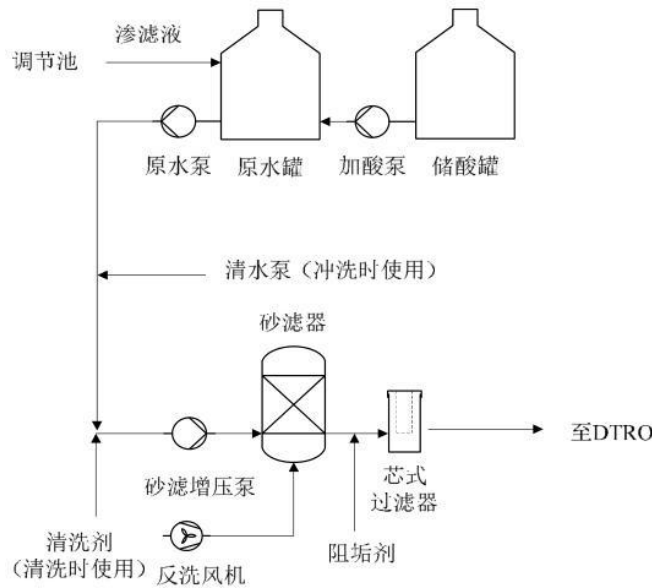 渗滤液
调节池
原水泵
原水罐
加酸泵
储酸罐
清水泵（冲洗时使用）
砂滤器
至DTRO
砂滤增压泵
芯式
过滤器
清洗剂
（清洗时使用）
反洗风机
阻垢剂